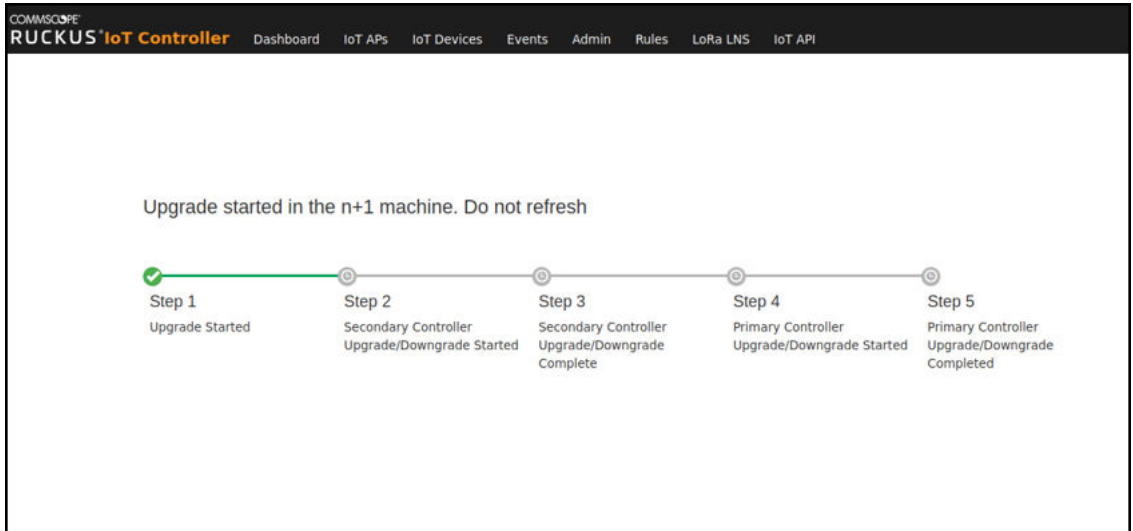 COMMSCOPE®
RUCKUS® IoT Controller Dashboard IoT APs IoT Devices Events Admin Rules LoRa LNS IoT API
Upgrade started in the n+1 machine. Do not refresh
Step 1
Upgrade Started
Step 2
Secondary Controller
Upgrade/Downgrade Started
Step 3
Secondary Controller
Upgrade/Downgrade
Complete
Step 4
Primary Controller
Upgrade/Downgrade Started
Step 5
Primary Controller
Upgrade/Downgrade
Completed